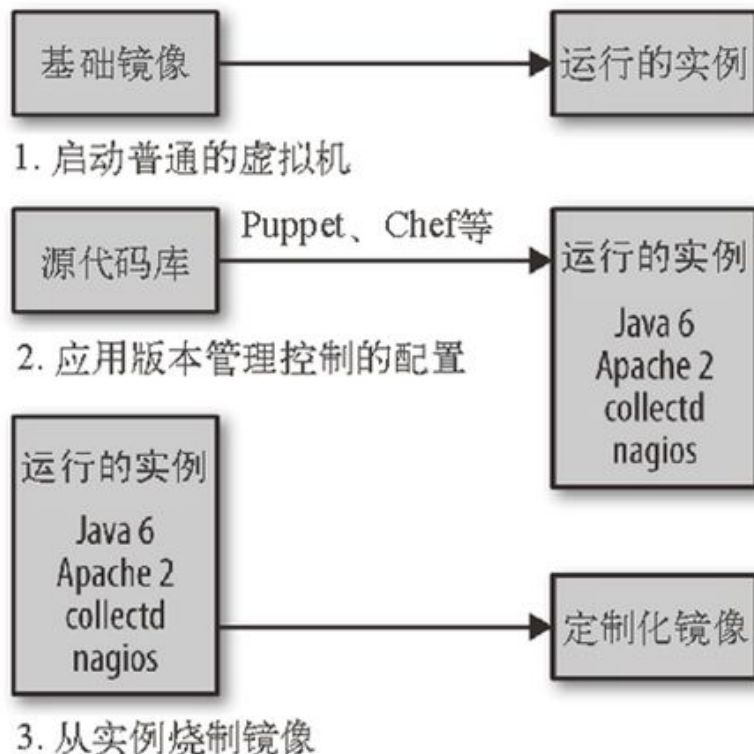 基础镜像
运行的实例
1. 启动普通的虚拟机
源代码库
Puppet、Chef等
运行的实例
Java 6
Apache 2
collectd
nagios
2. 应用版本管理控制的配置
运行的实例
Java 6
Apache 2
collectd
nagios
定制化镜像
3. 从实例烧制镜像